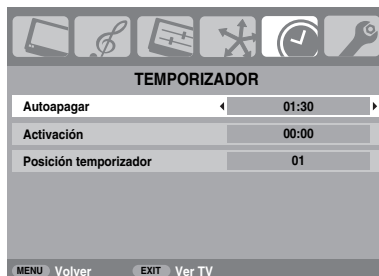 TEMPORIZADOR
Autoapagar 01:30
Activación 00:00
Posición temporizador 01
MENU Volver EXIT Ver TV